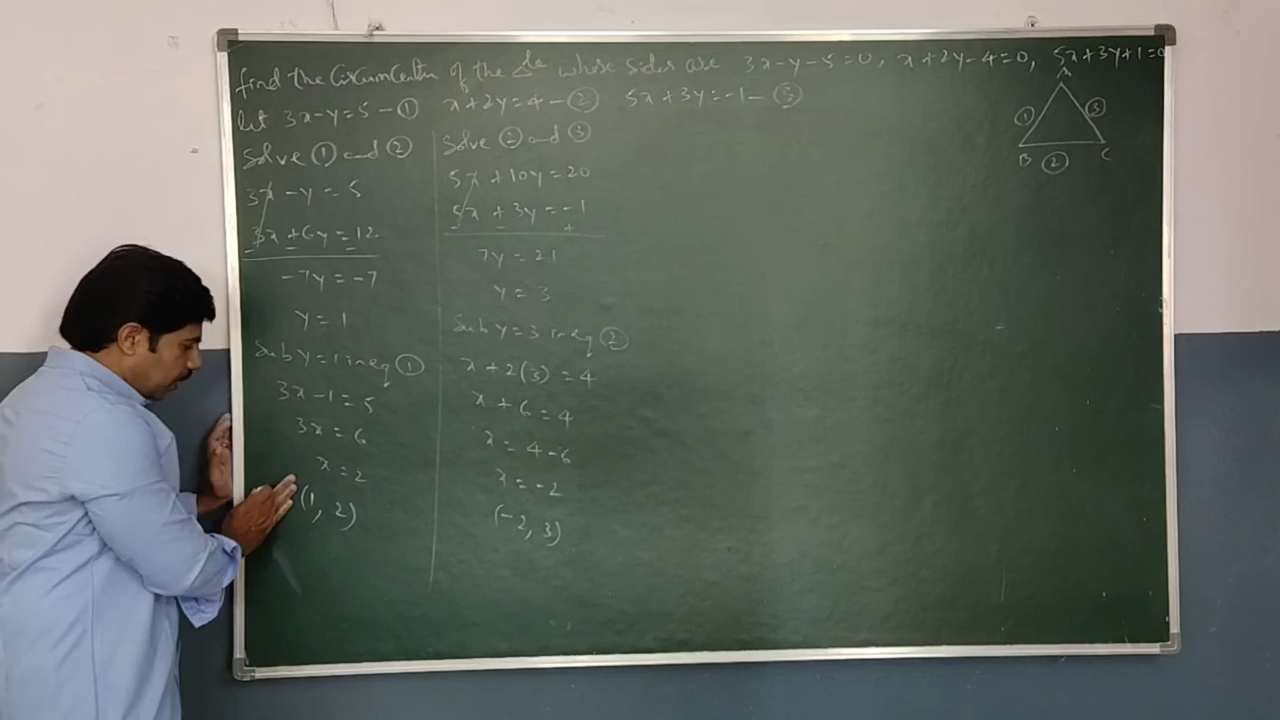 find the Circumcentre of the Δle whose sides are 3x-y-5=0, x+2y-4=0, 5x+3y+1=0
let 3x-y=5-① x+2y=4-② 5x+3y=-1-③
Solve ① and ②
3x-y=5
3x+6y=12
- - -
-7y=-7
y=1
Sub y=1 in eq ①
3x-1=5
3x=6
x=2
(1, 2)
Solve ② and ③
5x+10y=20
5x+3y=-1
- - +
7y=21
y=3
Sub y=3 in eq ②
x+2(3)=4
x+6=4
x=4-6
x=-2
(-2, 3)
A
① ③
B ② C